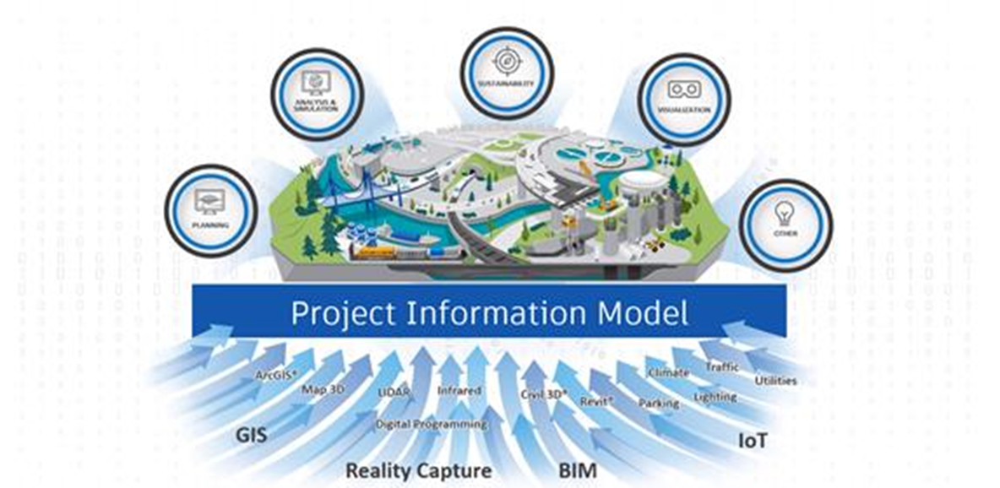 SUSTAINABILITY
ANALYSIS &
SIMULATION
VISUALIZATION
PLANNING
OTHER
Project Information Model
ArcGIS®
Map 3D
LIDAR
Infrared
Digital Programming
Civil 3D®
Revit®
Climate
Traffic
Utilities
Parking
Lighting
GIS
Reality Capture
BIM
IoT